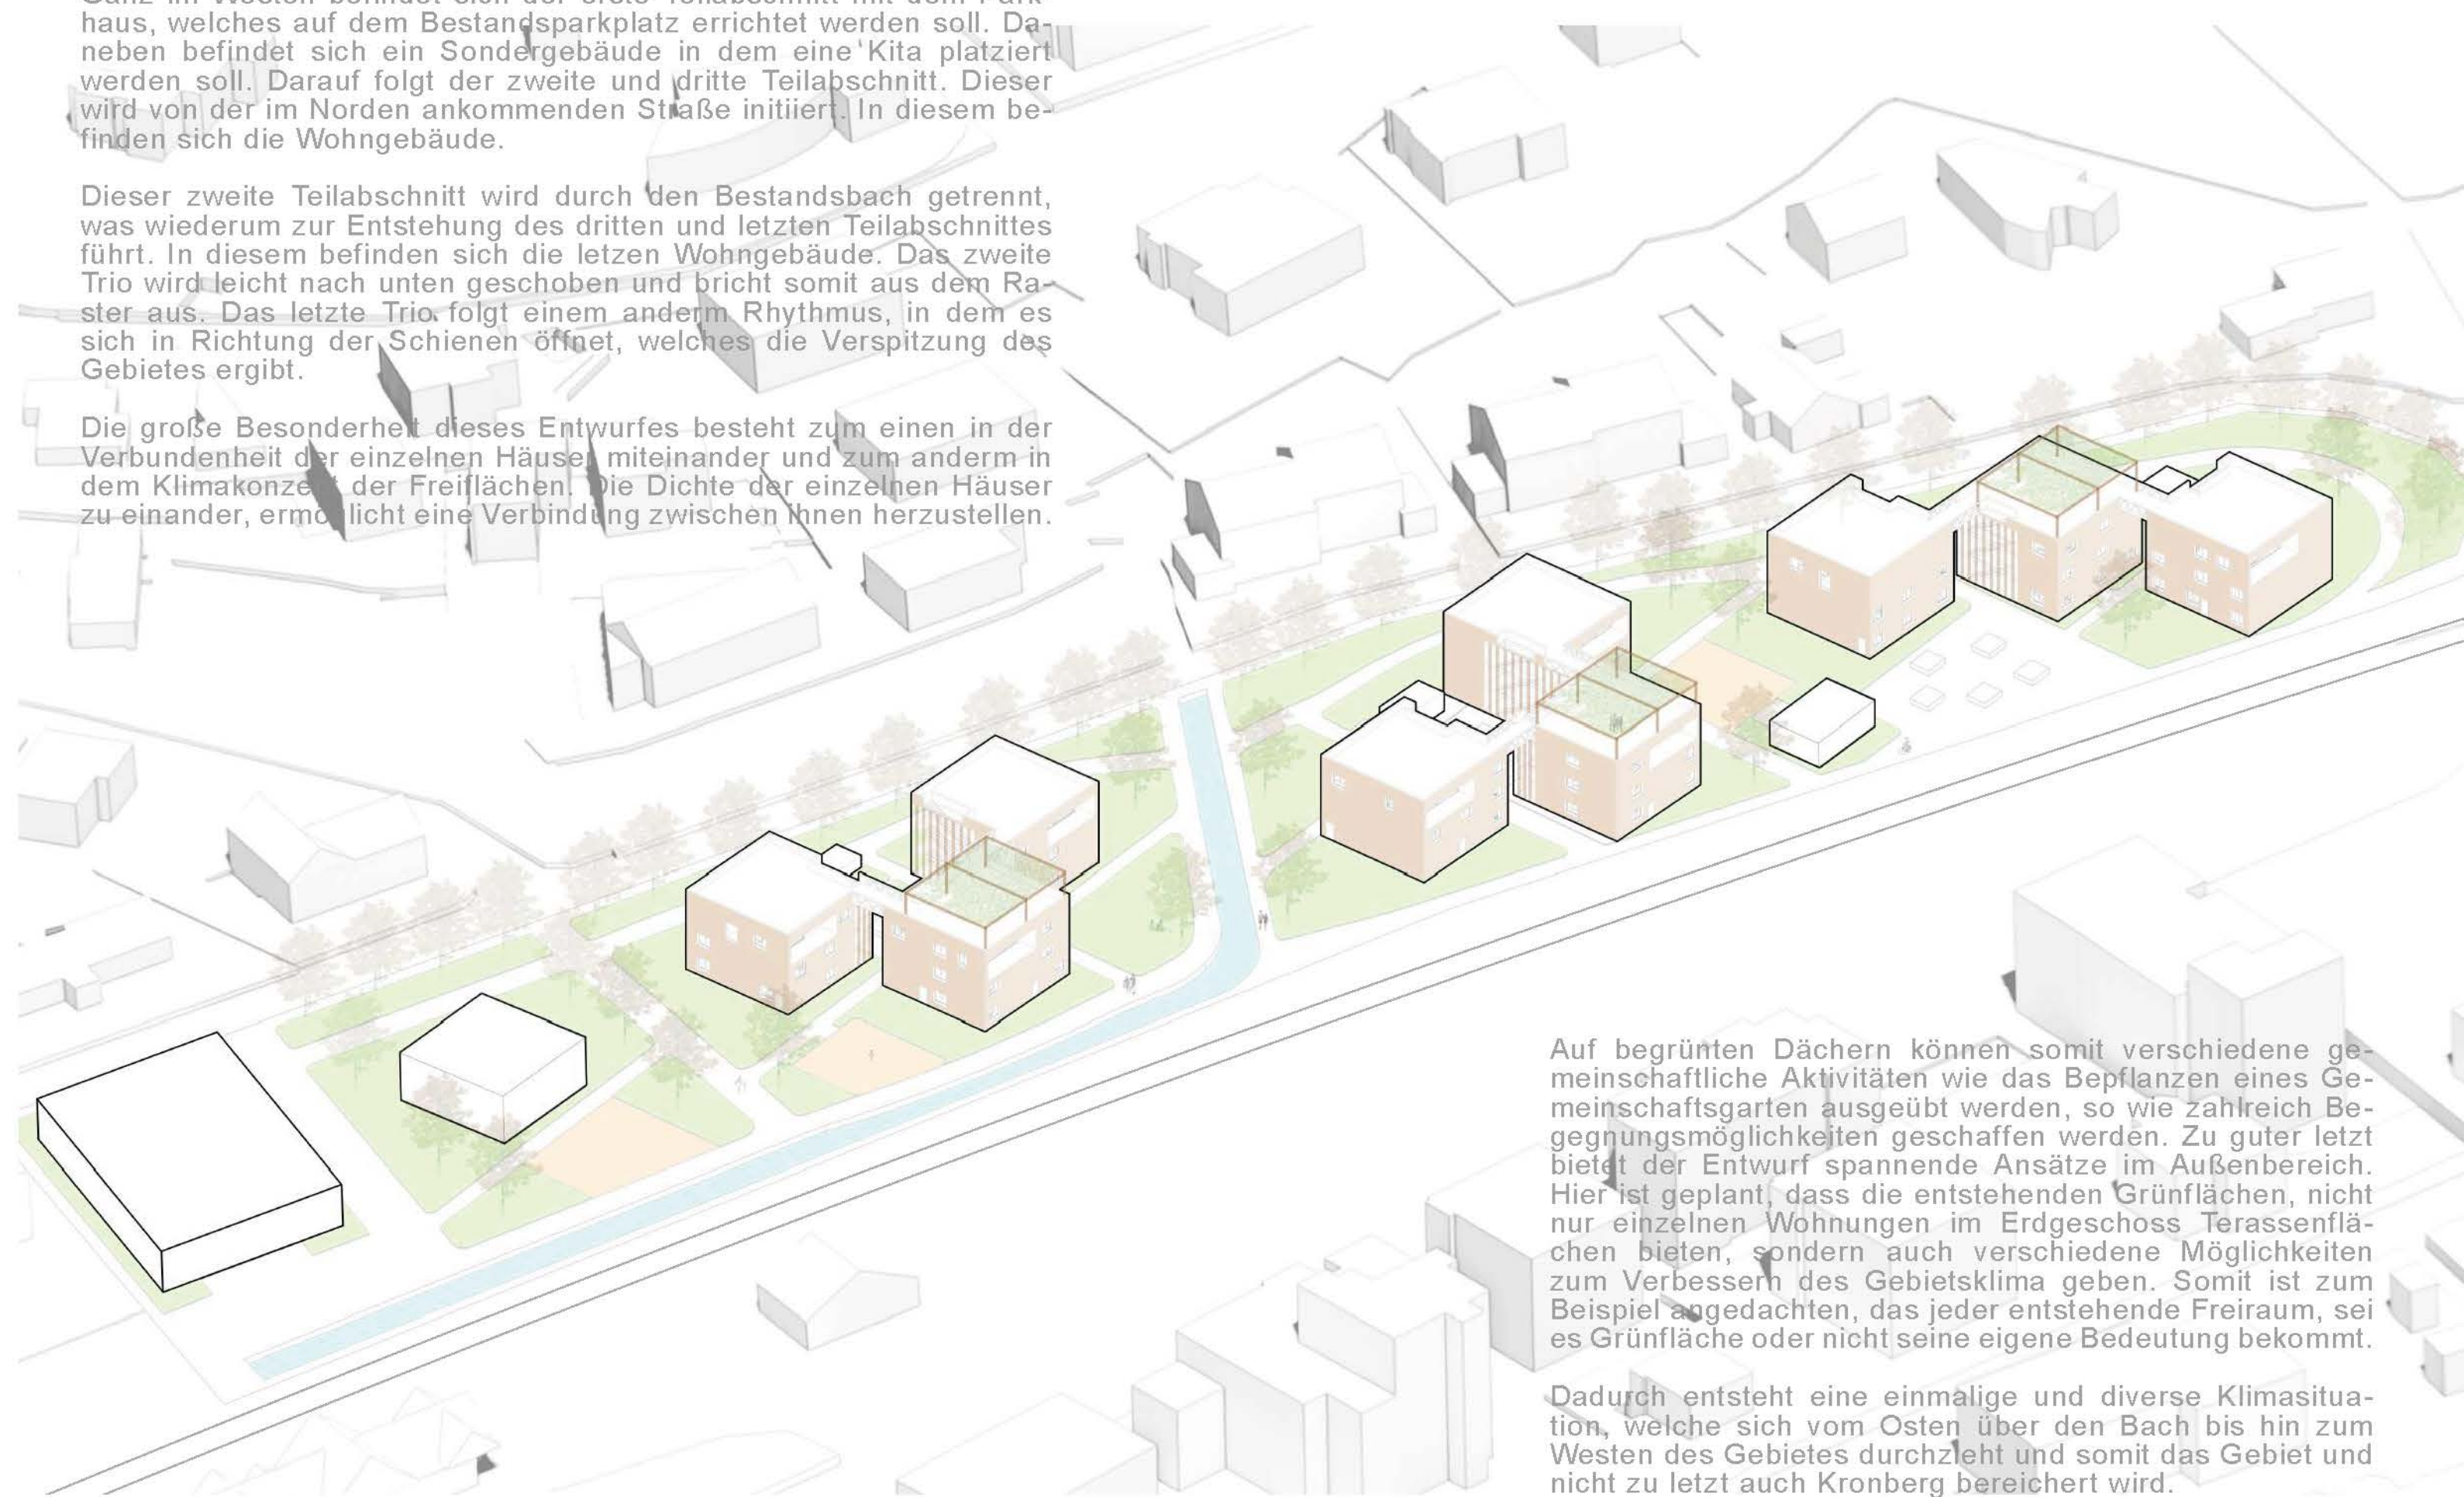 Ganz im Westen befindet sich der erste Teilabschnitt mit dem Park-
haus, welches auf dem Bestandsparkplatz errichtet werden soll. Da-
neben befindet sich ein Sondergebäude in dem eine Kita platziert
werden soll. Darauf folgt der zweite und dritte Teilabschnitt. Dieser
wird von der im Norden ankommenden Straße initiiert. In diesem be-
finden sich die Wohngebäude.
Dieser zweite Teilabschnitt wird durch den Bestandsbach getrennt,
was wiederum zur Entstehung des dritten und letzten Teilabschnittes
führt. In diesem befinden sich die letzen Wohngebäude. Das zweite
Trio wird leicht nach unten geschoben und bricht somit aus dem Ra-
ster aus. Das letzte Trio folgt einem anderm Rhythmus, in dem es
sich in Richtung der Schienen öffnet, welches die Verspitzung des
Gebietes ergibt.
Die große Besonderheit dieses Entwurfes besteht zum einen in der
Verbundenheit der einzelnen Häuser miteinander und zum anderm in
dem Klimakonzept der Freiflächen. Die Dichte der einzelnen Häuser
zu einander, ermöglicht eine Verbindung zwischen ihnen herzustellen.
Auf begrünten Dächern können somit verschiedene ge-
meinschaftliche Aktivitäten wie das Bepflanzen eines Ge-
meinschaftsgarten ausgeübt werden, so wie zahlreich Be-
gegnungsmöglichkeiten geschaffen werden. Zu guter letzt
bietet der Entwurf spannende Ansätze im Außenbereich.
Hier ist geplant, dass die entstehenden Grünflächen, nicht
nur einzelnen Wohnungen im Erdgeschoss Terassenflä-
chen bieten, sondern auch verschiedene Möglichkeiten
zum Verbessern des Gebietsklima geben. Somit ist zum
Beispiel angedachten, das jeder entstehende Freiraum, sei
es Grünfläche oder nicht seine eigene Bedeutung bekommt.
Dadurch entsteht eine einmalige und diverse Klimasitua-
tion, welche sich vom Osten über den Bach bis hin zum
Westen des Gebietes durchzieht und somit das Gebiet und
nicht zu letzt auch Kronberg bereichert wird.